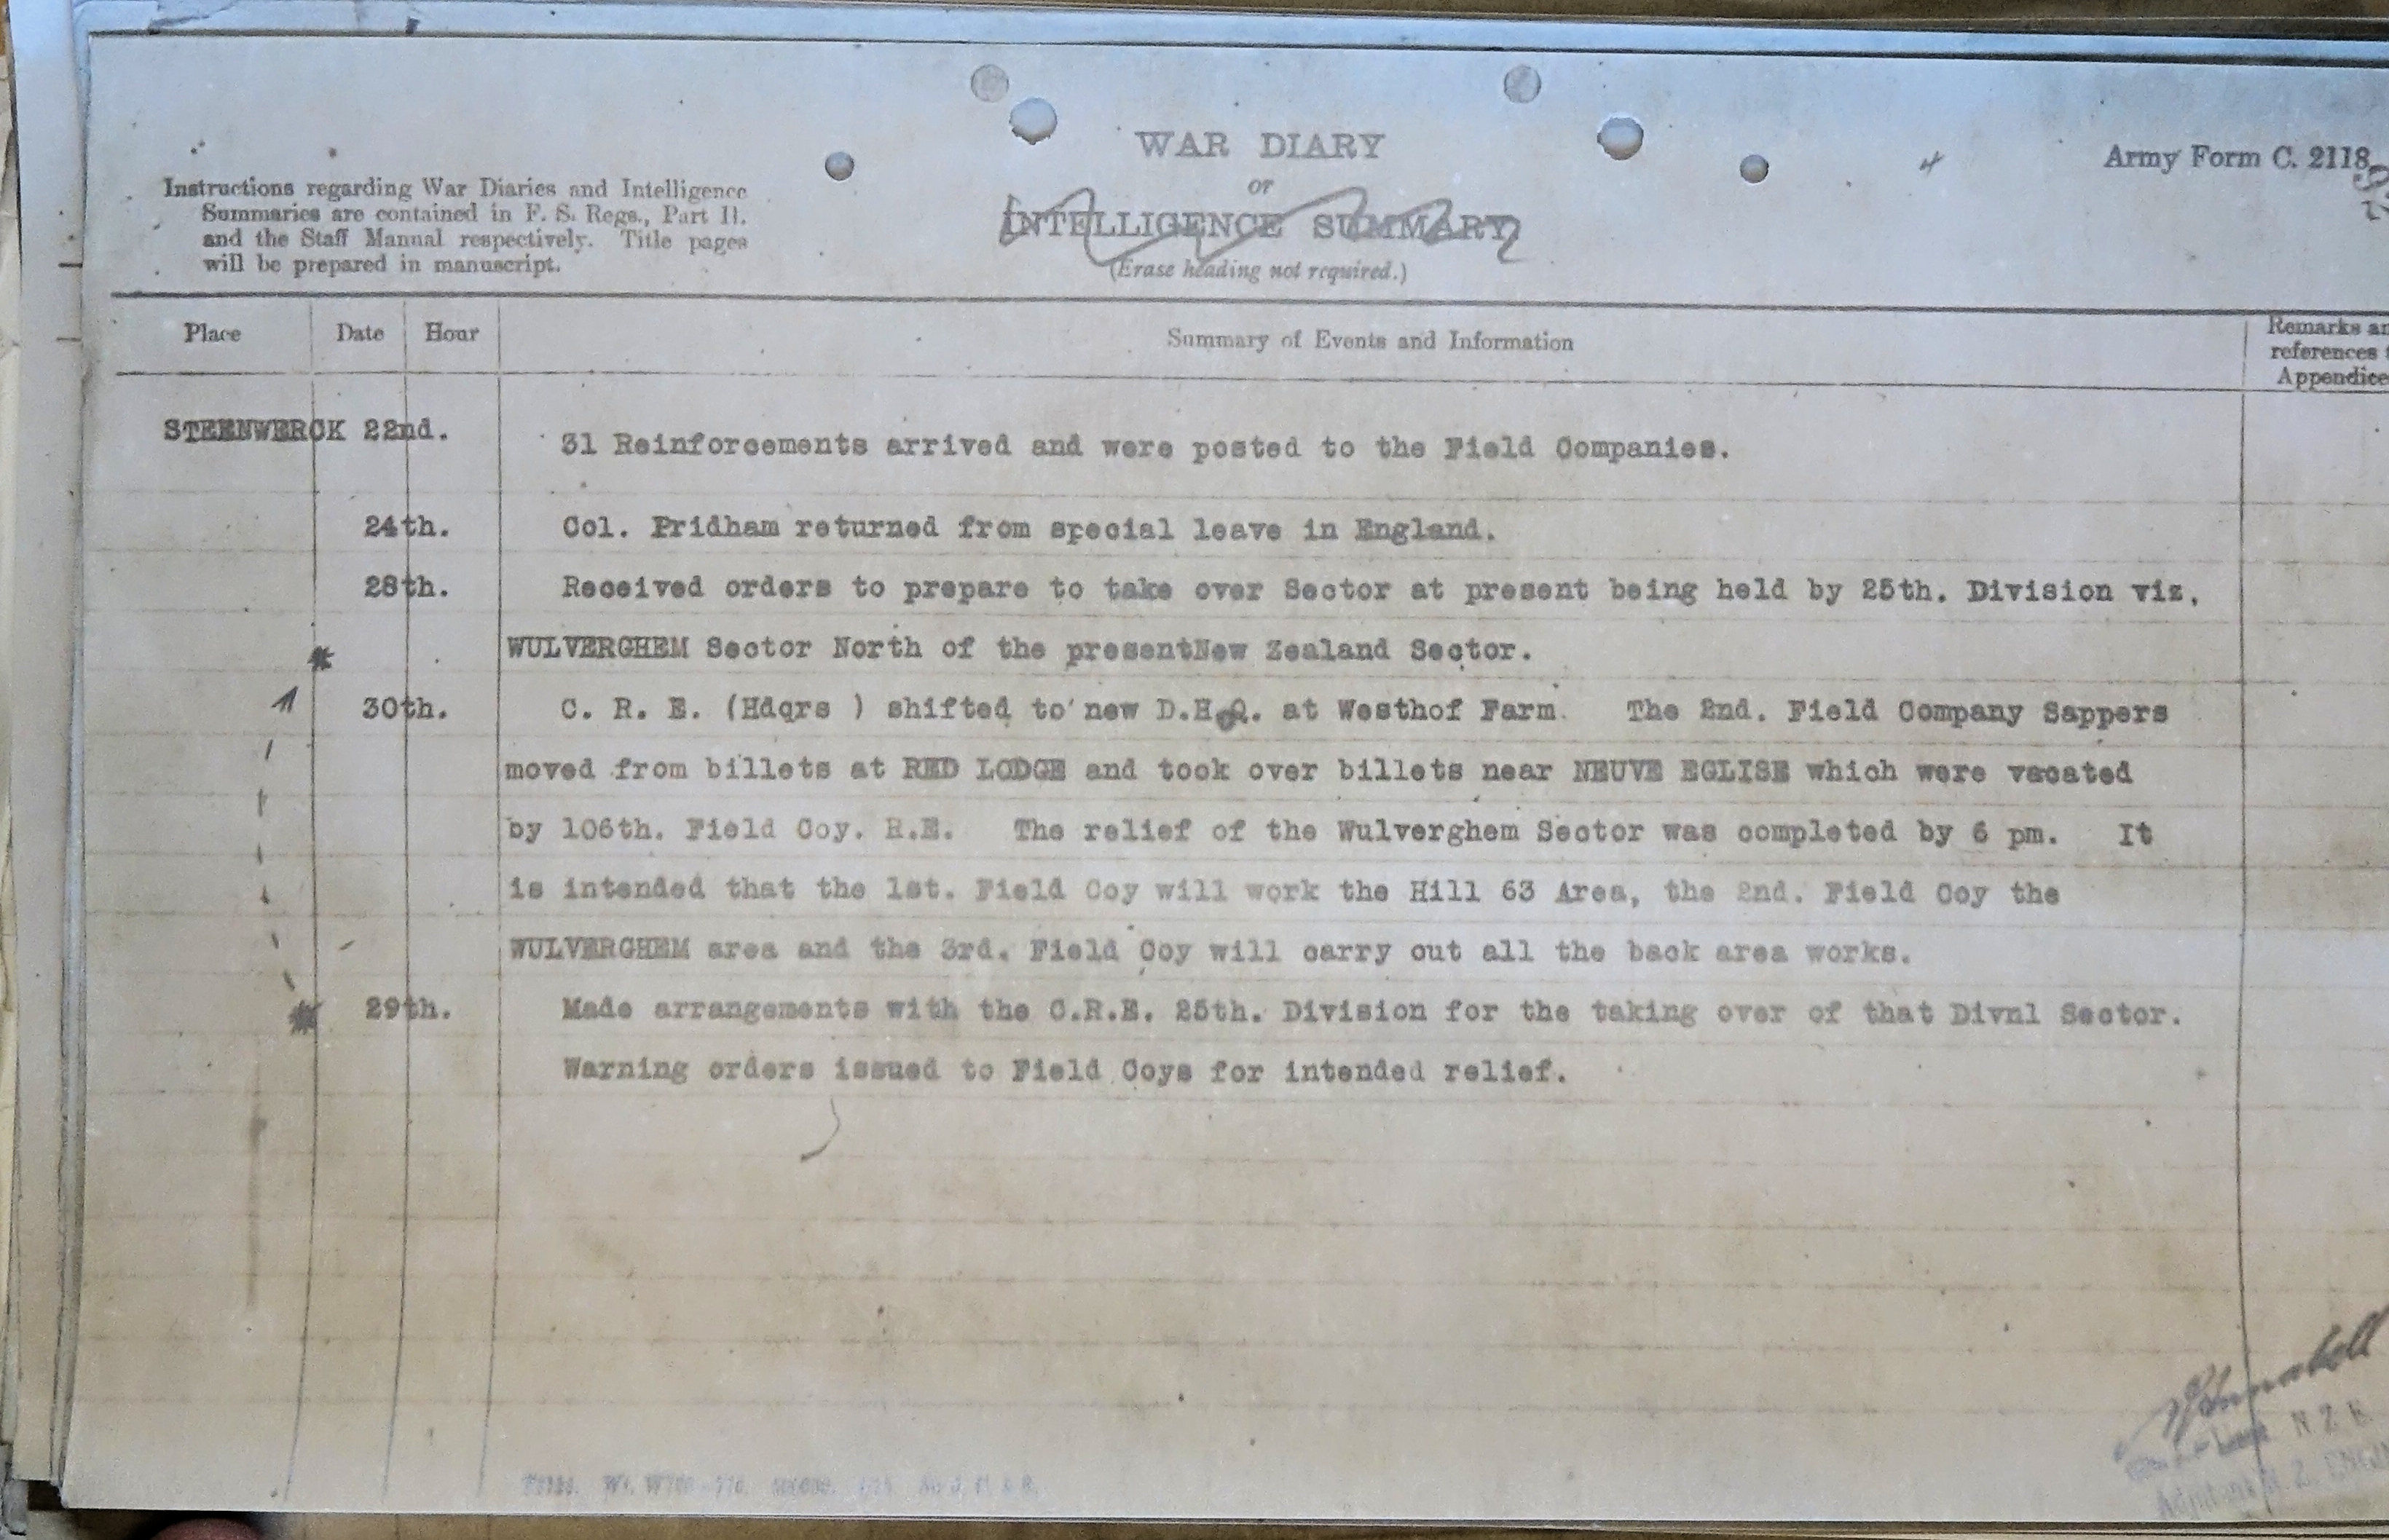 WAR DIARY
or
INTELLIGENCE SUMMARY
(Erase heading not required.)
Army Form C. 2118
4
Instructions regarding War Diaries and Intelligence
Summaries are contained in F. S. Regs., Part II.
and the Staff Manual respectively. Title pages
will be prepared in manuscript.
Place Date Hour Summary of Events and Information
Remarks an
references t
Appendice
STEENWERCK 22nd. 31 Reinforcements arrived and were posted to the Field Companies.
24th. Col. Pridham returned from special leave in England.
28th. Received orders to prepare to take over Sector at present being held by 25th. Division viz,
WULVERGHEM Sector North of the presentNew Zealand Sector.
30th. C. R. E. (Hdqrs ) shifted to new D.H.Q. at Westhof Farm. The 2nd. Field Company Sappers
moved from billets at RED LODGE and took over billets near NEUVE EGLISE which were vacated
by 106th. Field Coy. R.E. The relief of the Wulverghem Sector was completed by 6 pm. It
is intended that the 1st. Field Coy will work the Hill 63 Area, the 2nd. Field Coy the
WULVERGHEM area and the 3rd. Field Coy will carry out all the back area works.
29th. Made arrangements with the C.R.E. 25th. Division for the taking over of that Divnl Sector.
Warning orders issued to Field Coys for intended relief.
N Z E